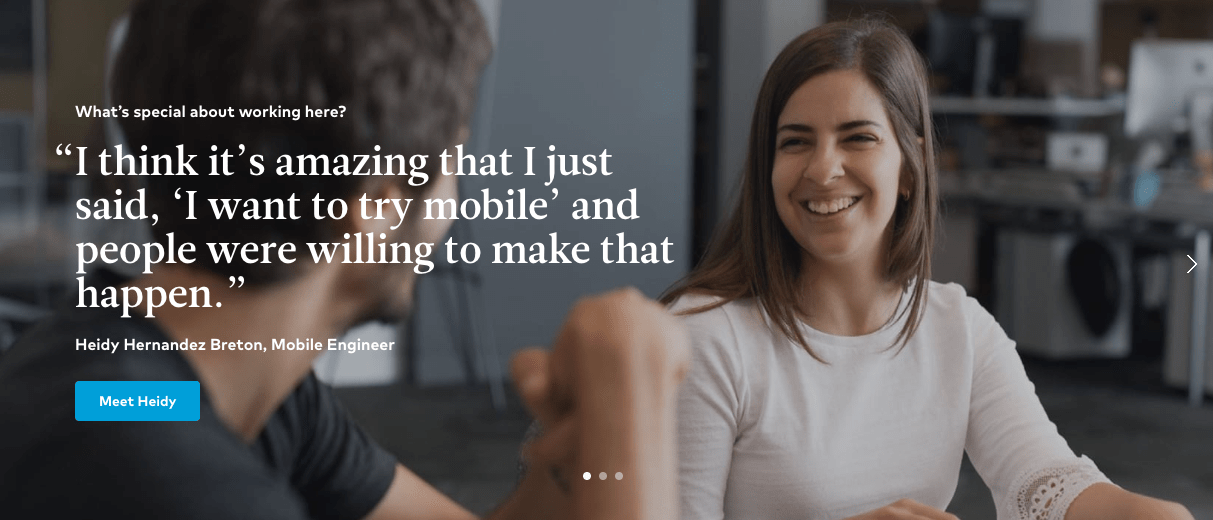 What’s special about working here?
“I think it’s amazing that I just
said, ‘I want to try mobile’ and
people were willing to make that
happen.”
Heidy Hernandez Breton, Mobile Engineer
Meet Heidy